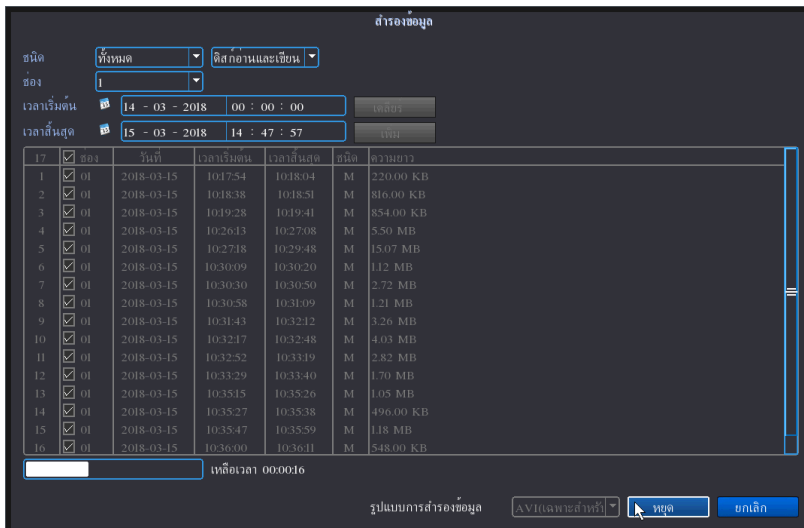 สำรองข้อมูล
ชนิด ทั้งหมด ดิสก์อ่านและเขียน
ช่อง 1
เวลาเริ่มต้น 14 - 03 - 2018 00 : 00 : 00 เคลียร์
เวลาสิ้นสุด 15 - 03 - 2018 14 : 47 : 57 เพิ่ม
17 ช่อง วันที่ เวลาเริ่มต้น เวลาสิ้นสุด ชนิด ความยาว
1 01 2018-03-15 10:17:54 10:18:04 M 220.00 KB
2 01 2018-03-15 10:18:38 10:18:51 M 816.00 KB
3 01 2018-03-15 10:19:28 10:19:41 M 854.00 KB
4 01 2018-03-15 10:26:13 10:27:08 M 5.50 MB
5 01 2018-03-15 10:27:18 10:29:48 M 15.07 MB
6 01 2018-03-15 10:30:09 10:30:20 M 1.12 MB
7 01 2018-03-15 10:30:30 10:30:50 M 2.72 MB
8 01 2018-03-15 10:30:58 10:31:09 M 1.21 MB
9 01 2018-03-15 10:31:43 10:32:12 M 3.26 MB
10 01 2018-03-15 10:32:17 10:32:48 M 4.03 MB
11 01 2018-03-15 10:32:52 10:33:19 M 2.82 MB
12 01 2018-03-15 10:33:29 10:33:40 M 1.70 MB
13 01 2018-03-15 10:35:15 10:35:26 M 1.05 MB
14 01 2018-03-15 10:35:27 10:35:38 M 496.00 KB
15 01 2018-03-15 10:35:47 10:35:59 M 1.18 MB
16 01 2018-03-15 10:36:00 10:36:11 M 548.00 KB
เหลือเวลา 00:00:16
รูปแบบการสำรองข้อมูล AVI(เฉพาะสำหรั หยุด ยกเลิก